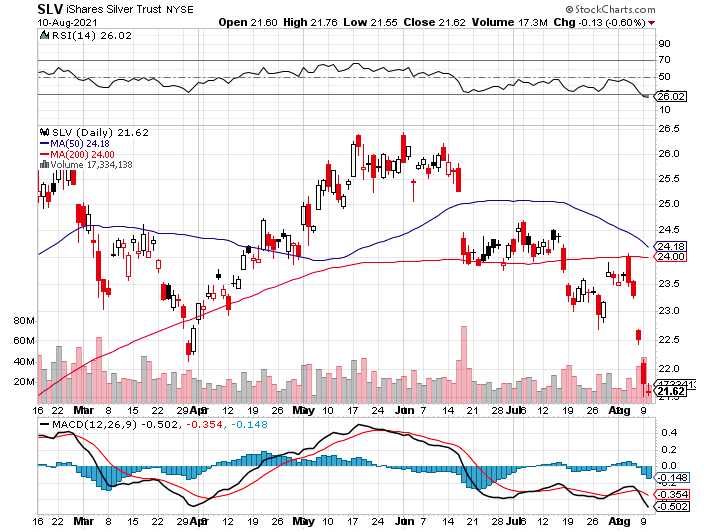 SLV iShares Silver Trust NYSE © StockCharts.com
10-Aug-2021 Open 21.60 High 21.76 Low 21.55 Close 21.62 Volume 17.3M Chg -0.13 (-0.60%)
RSI(14) 26.02
90
70
50
30
26.02
10
SLV (Daily) 21.62
MA(50) 24.18
MA(200) 24.00
Volume 17,334,138
26.5
26.0
25.5
25.0
24.5
24.18
24.00
23.5
23.0
22.5
22.0
21.62
80M
60M
40M
20M
16 22 Mar 8 15 22 29 Apr 12 19 26 May 10 17 24 Jun 7 14 21 28 Jul 12 19 26 Aug 9
MACD(12,26,9) -0.502, -0.354, -0.148
0.4
0.2
0.0
-0.148
-0.354
-0.502
16 22 Mar 8 15 22 29 Apr 12 19 26 May 10 17 24 Jun 7 14 21 28 Jul 12 19 26 Aug 9